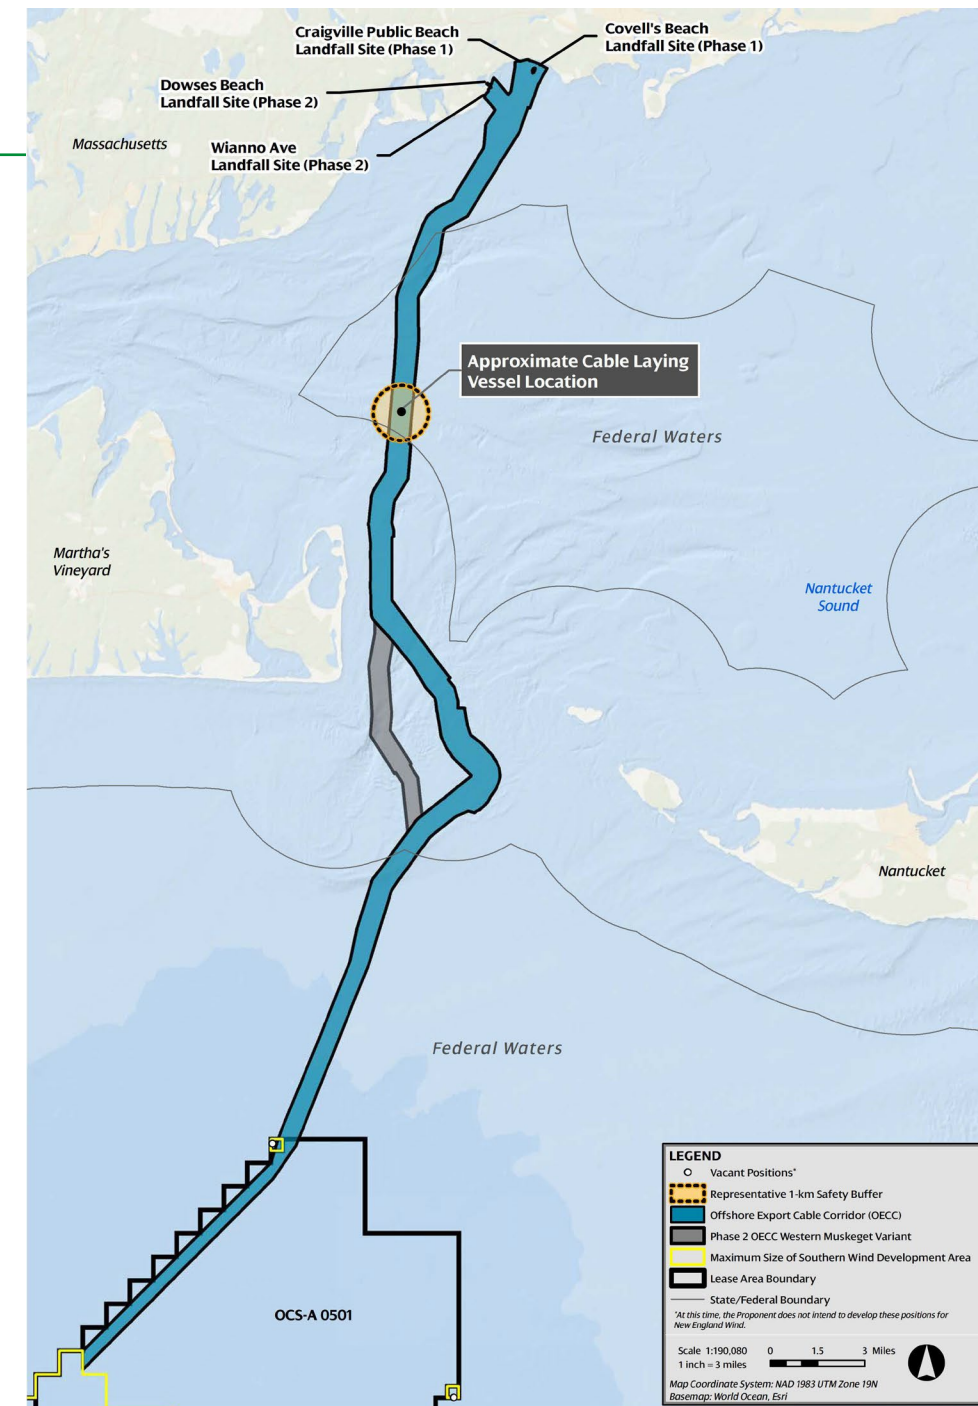 Craigville Public Beach
Landfall Site (Phase 1)
Covell's Beach
Landfall Site (Phase 1)
Dowses Beach
Landfall Site (Phase 2)
Massachusetts
Wianno Ave
Landfall Site (Phase 2)
Approximate Cable Laying
Vessel Location
Federal Waters
Martha's
Vineyard
Nantucket
Sound
Nantucket
Federal Waters
OCS-A 0501
LEGEND
Vacant Positions*
Representative 1-km Safety Buffer
Offshore Export Cable Corridor (OECC)
Phase 2 OECC Western Muskeget Variant
Maximum Size of Southern Wind Development Area
Lease Area Boundary
State/Federal Boundary
*At this time, the Proponent does not intend to develop these positions for
New England Wind.
Scale 1:190,080
1 inch = 3 miles
0 1.5 3 Miles
Map Coordinate System: NAD 1983 UTM Zone 19N
Basemap: World Ocean, Esri